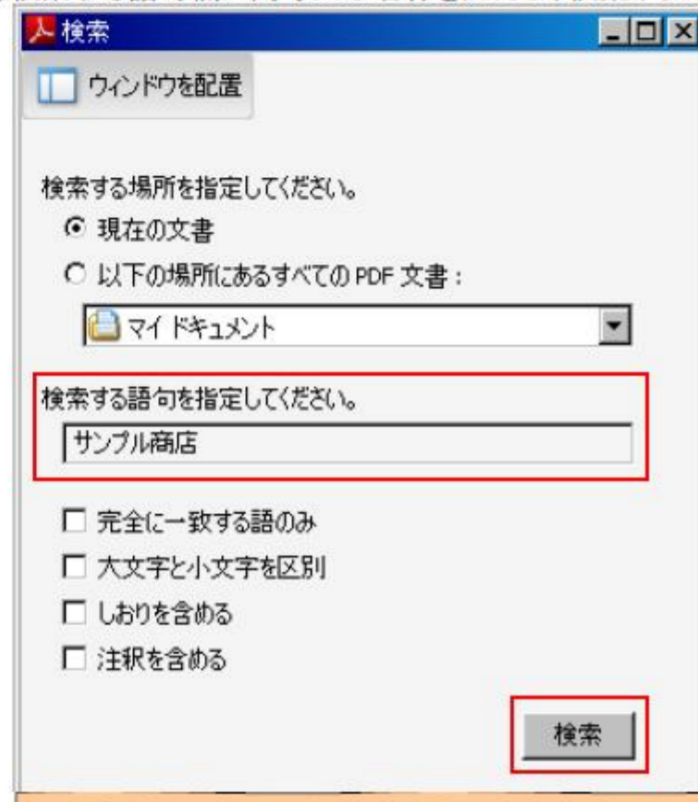 検索
ウィンドウを配置
検索する場所を指定してください。
現在の文書
以下の場所にあるすべての PDF 文書 :
マイ ドキュメント
検索する語句を指定してください。
サンプル商店
完全に一致する語のみ
大文字と小文字を区別
しおりを含める
注釈を含める
検索